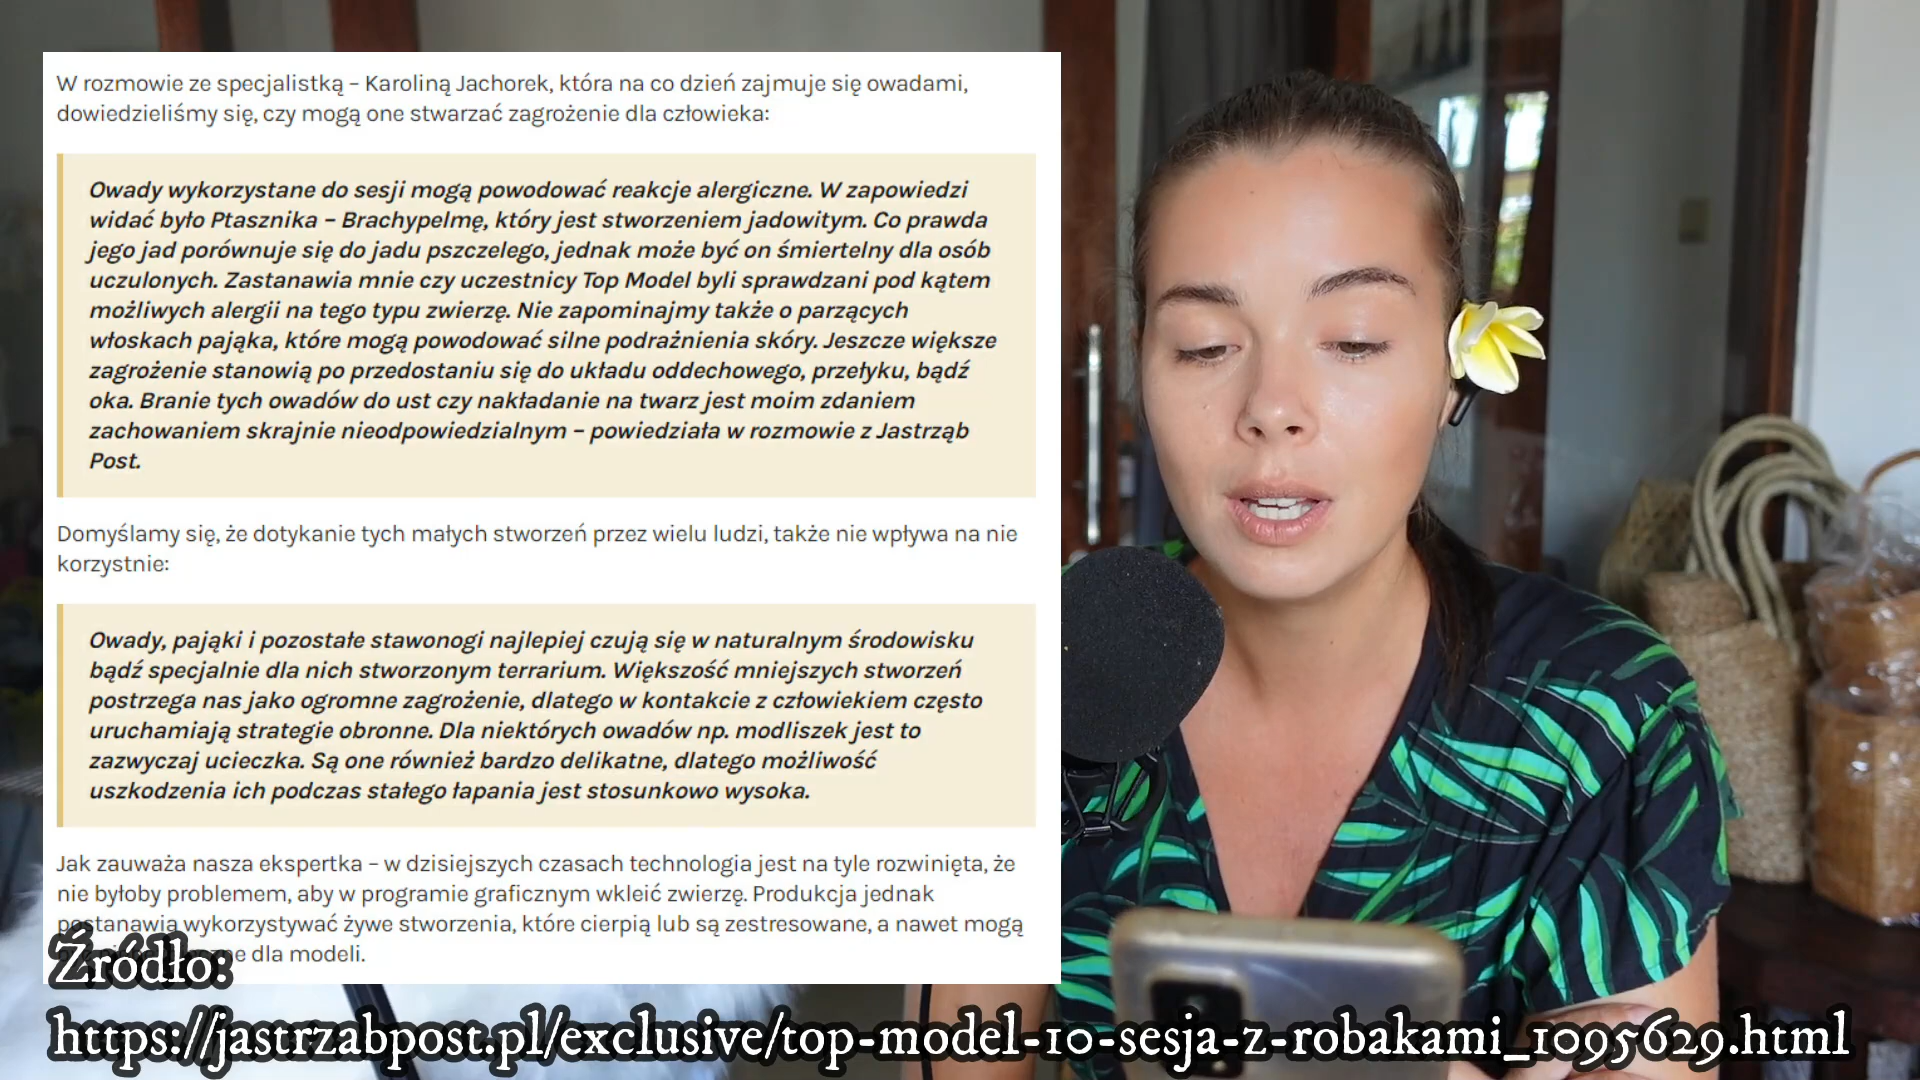 W rozmowie ze specjalistką – Karoliną Jachorek, która na co dzień zajmuje się owadami,
dowiedzieliśmy się, czy mogą one stwarzać zagrożenie dla człowieka:
Owady wykorzystane do sesji mogą powodować reakcje alergiczne. W zapowiedzi
widać było Ptasznika – Brachypelmę, który jest stworzeniem jadowitym. Co prawda
jego jad porównuje się do jadu pszczelego, jednak może być on śmiertelny dla osób
uczulonych. Zastanawia mnie czy uczestnicy Top Model byli sprawdzani pod kątem
możliwych alergii na tego typu zwierzę. Nie zapominajmy także o parzących
włoskach pająka, które mogą powodować silne podrażnienia skóry. Jeszcze większe
zagrożenie stanowią po przedostaniu się do układu oddechowego, przełyku, bądź
oka. Branie tych owadów do ust czy nakładanie na twarz jest moim zdaniem
zachowaniem skrajnie nieodpowiedzialnym – powiedziała w rozmowie z Jastrząb
Post.
Domyślamy się, że dotykanie tych małych stworzeń przez wielu ludzi, także nie wpływa na nie
korzystnie:
Owady, pająki i pozostałe stawonogi najlepiej czują się w naturalnym środowisku
bądź specjalnie dla nich stworzonym terrarium. Większość mniejszych stworzeń
postrzega nas jako ogromne zagrożenie, dlatego w kontakcie z człowiekiem często
uruchamiają strategie obronne. Dla niektórych owadów np. modliszek jest to
zazwyczaj ucieczka. Są one również bardzo delikatne, dlatego możliwość
uszkodzenia ich podczas stałego łapania jest stosunkowo wysoka.
Jak zauważa nasza ekspertka – w dzisiejszych czasach technologia jest na tyle rozwinięta, że
nie byłoby problemem, aby w programie graficznym wkleić zwierzę. Produkcja jednak
postanawia wykorzystywać żywe stworzenia, które cierpią lub są zestresowane, a nawet mogą
dla modeli.
Źródło:
https://jastrzabpost.pl/exclusive/top-model-10-sesja-z-robakami_1095629.html